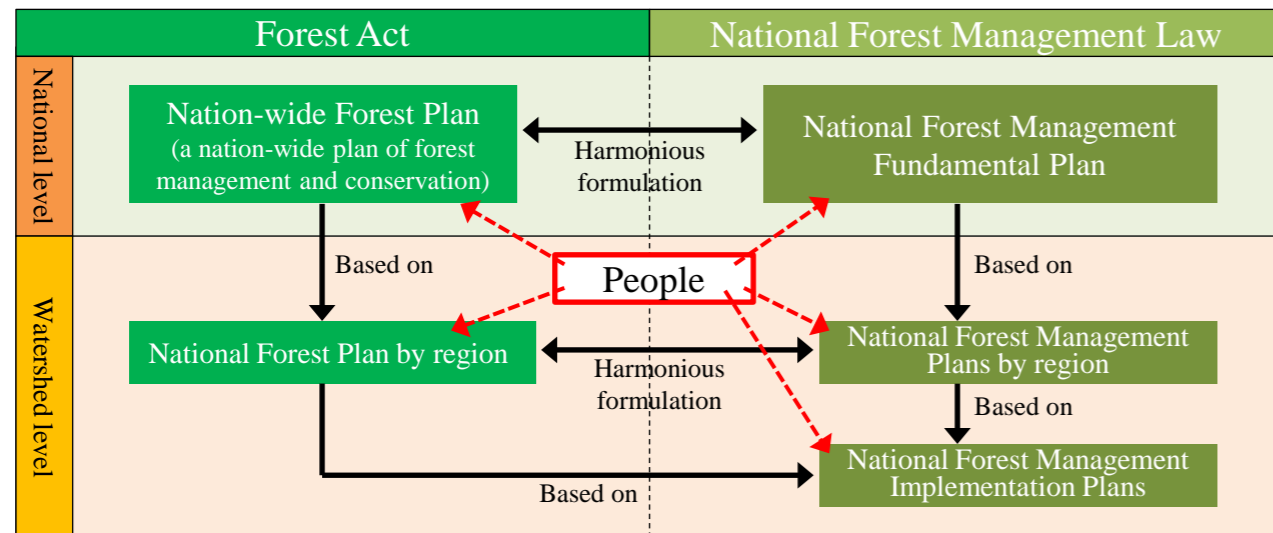 Forest Act
National Forest Management Law
National level
Nation-wide Forest Plan
(a nation-wide plan of forest
management and conservation)
Harmonious
formulation
National Forest Management
Fundamental Plan
Based on
People
Based on
Watershed level
National Forest Plan by region
Harmonious
formulation
National Forest Management
Plans by region
Based on
Based on
National Forest Management
Implementation Plans